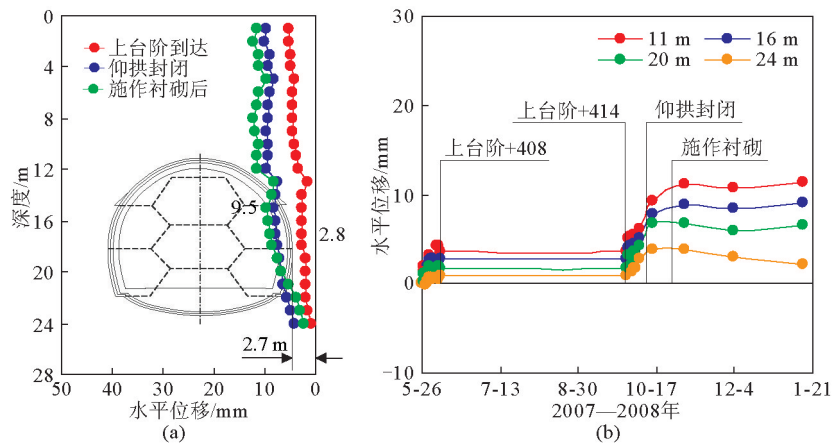 (a)
0
4
8
12
16
20
24
28
深度/m
上台阶到达
仰拱封闭
施作衬砌后
9.5
2.8
2.7 m
50
40
30
20
10
0
水平位移/mm
(b)
30
20
10
0
−10
水平位移/mm
11 m
16 m
20 m
24 m
上台阶+414
仰拱封闭
上台阶+408
施作衬砌
5-26
7-13
8-30
10-17
12-4
1-21
2007—2008年
(a)
(b)